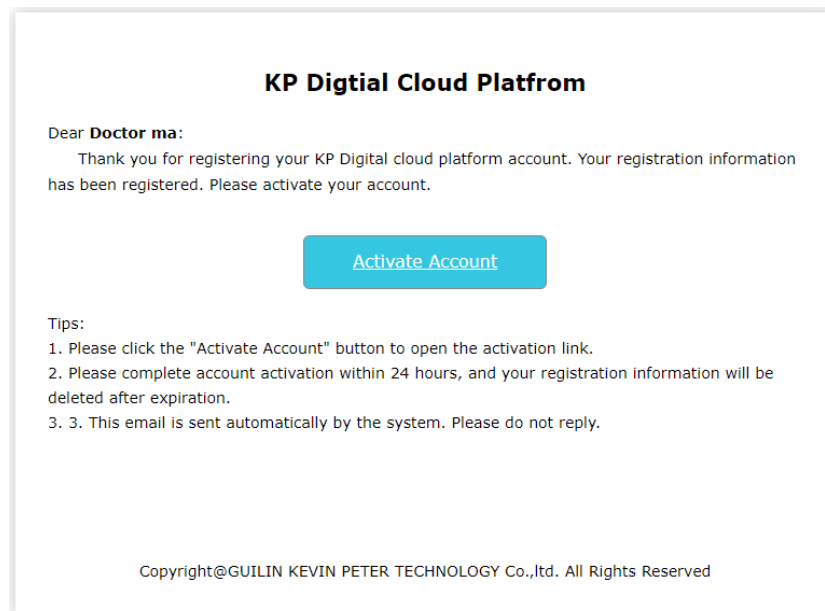 KP Digtial Cloud Platfrom
Dear Doctor ma:
Thank you for registering your KP Digital cloud platform account. Your registration information
has been registered. Please activate your account.
Activate Account
Tips:
1. Please click the "Activate Account" button to open the activation link.
2. Please complete account activation within 24 hours, and your registration information will be
deleted after expiration.
3. 3. This email is sent automatically by the system. Please do not reply.
Copyright@GUILIN KEVIN PETER TECHNOLOGY Co.,ltd. All Rights Reserved